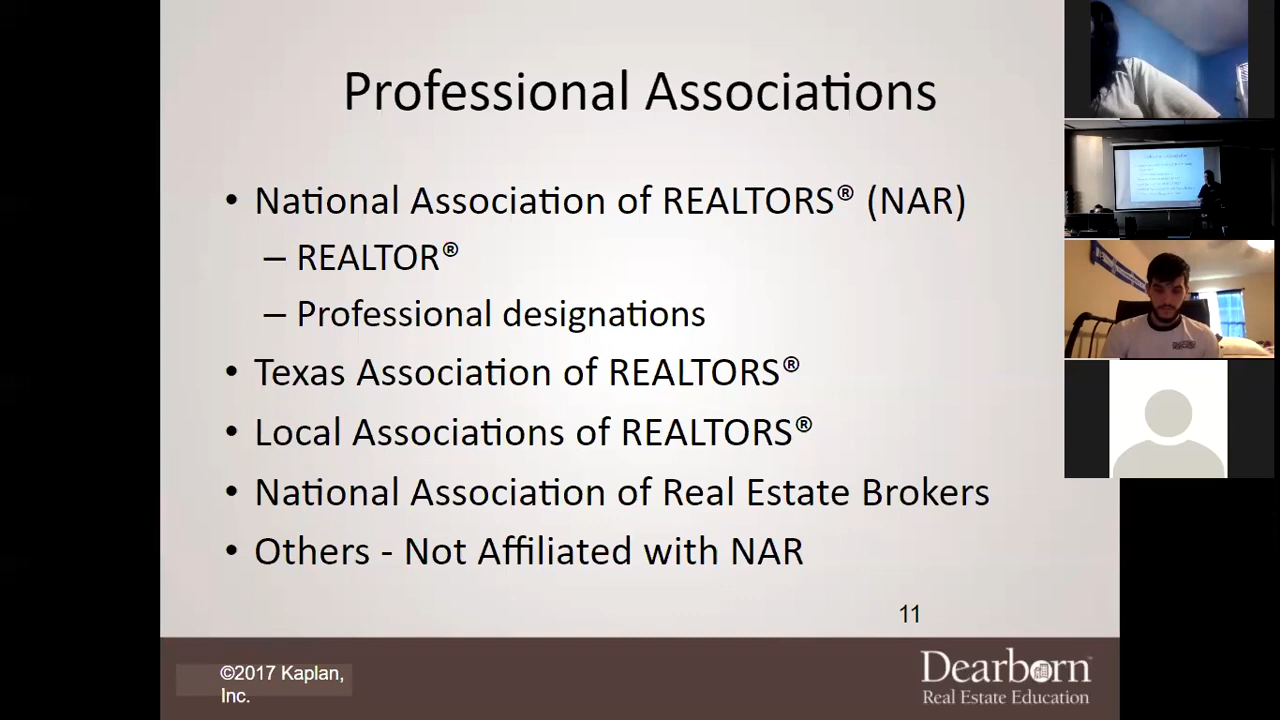 Professional Associations
• National Association of REALTORS® (NAR)
– REALTOR®
– Professional designations
• Texas Association of REALTORS®
• Local Associations of REALTORS®
• National Association of Real Estate Brokers
• Others - Not Affiliated with NAR
11
©2017 Kaplan,
Inc.
Dearborn™
Real Estate Education